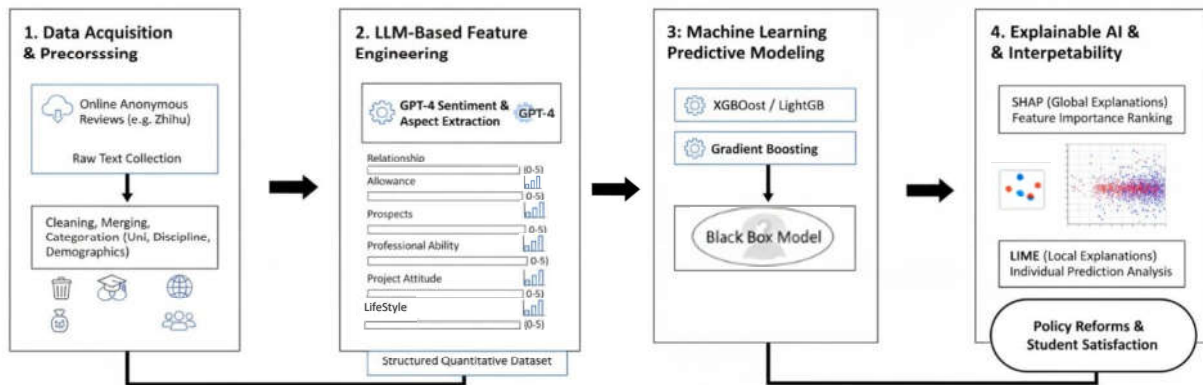 1. Data Acquisition
& Precorsssing
Online Anonymous
Reviews (e.g. Zhihu)
Raw Text Collection
Cleaning, Merging,
Categoration (Uni, Discipline,
Demographics)
2. LLM-Based Feature
Engineering
GPT-4 Sentiment &
Aspect Extraction
GPT-4
Relationship
(0-5)
Allowance
(0-5)
Prospects
(0-5)
Professional Ability
(0-5)
Project Attitude
(0-5)
LifeStyle
(0-5)
Structured Quantitative Dataset
3: Machine Learning
Predictive Modeling
XGBOost / LightGB
Gradient Boosting
Black Box Model
4. Explainable AI &
& Interpetability
SHAP (Global Explanations)
Feature Importance Ranking
LIME (Local Explanations)
Individual Prediction Analysis
Policy Reforms &
Student Satisfaction